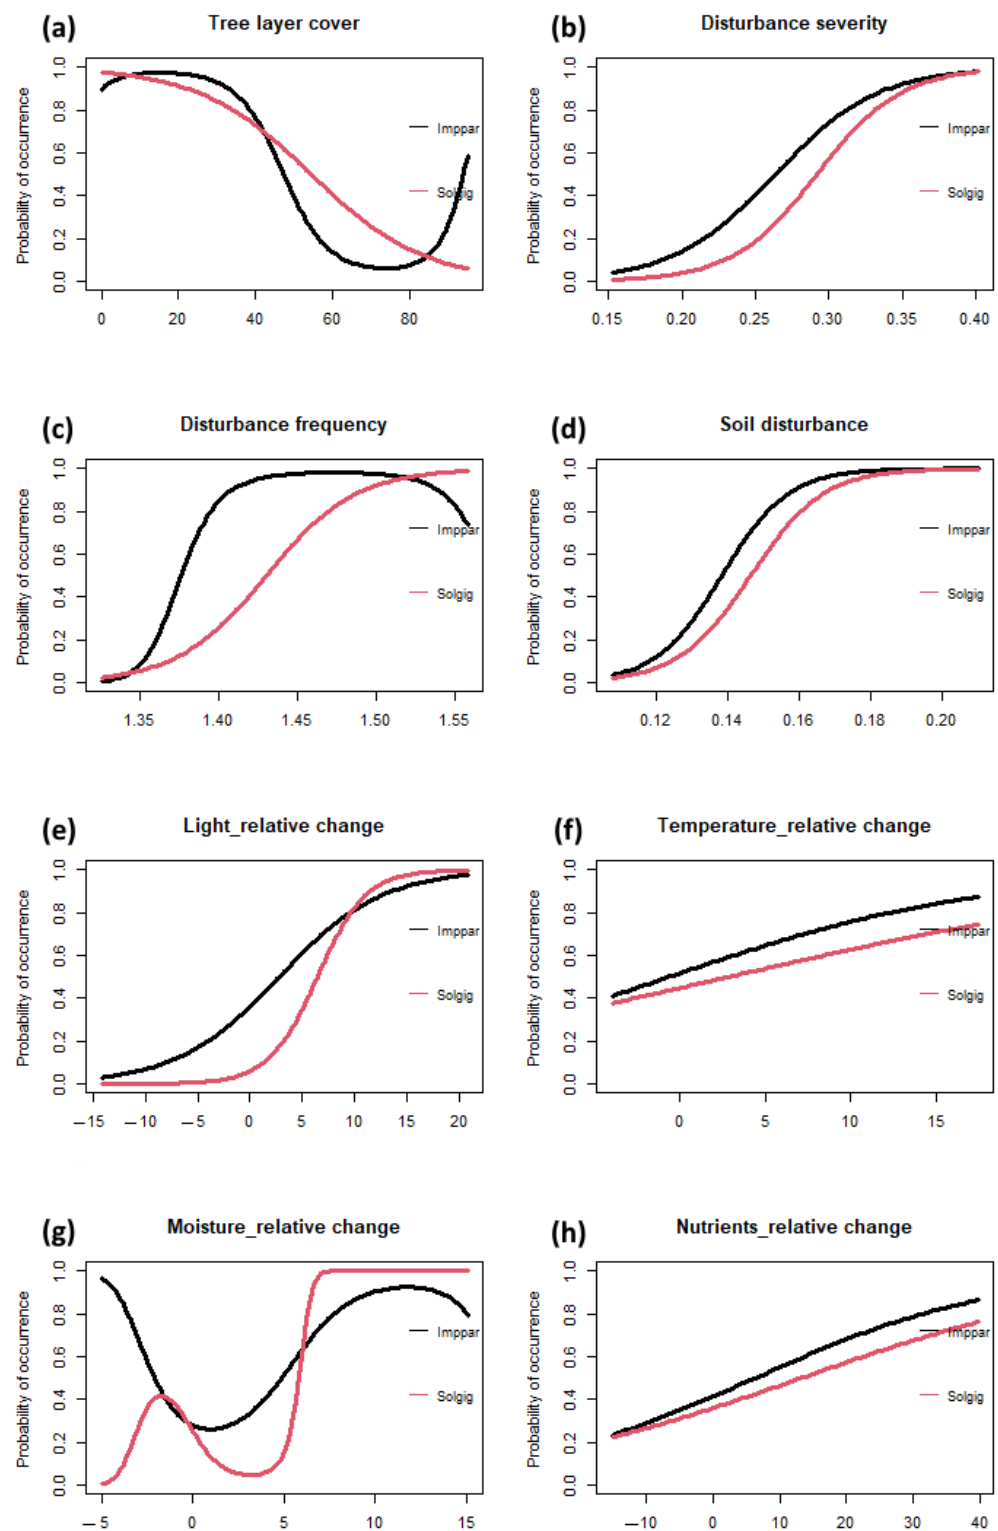 (a) Tree layer cover
Probability of occurrence
0.0 0.2 0.4 0.6 0.8 1.0
Imppar
Solgig
0 20 40 60 80
(b) Disturbance severity
Probability of occurrence
0.0 0.2 0.4 0.6 0.8 1.0
Imppar
Solgig
0.15 0.20 0.25 0.30 0.35 0.40
(c) Disturbance frequency
Probability of occurrence
0.0 0.2 0.4 0.6 0.8 1.0
Imppar
Solgig
1.35 1.40 1.45 1.50 1.55
(d) Soil disturbance
Probability of occurrence
0.0 0.2 0.4 0.6 0.8 1.0
Imppar
Solgig
0.12 0.14 0.16 0.18 0.20
(e) Light_relative change
Probability of occurrence
0.0 0.2 0.4 0.6 0.8 1.0
Imppar
Solgig
−15 −10 −5 0 5 10 15 20
(f) Temperature_relative change
Probability of occurrence
0.0 0.2 0.4 0.6 0.8 1.0
Imppar
Solgig
0 5 10 15
(g) Moisture_relative change
Probability of occurrence
0.0 0.2 0.4 0.6 0.8 1.0
Imppar
Solgig
−5 0 5 10 15
(h) Nutrients_relative change
Probability of occurrence
0.0 0.2 0.4 0.6 0.8 1.0
Imppar
Solgig
−10 0 10 20 30 40